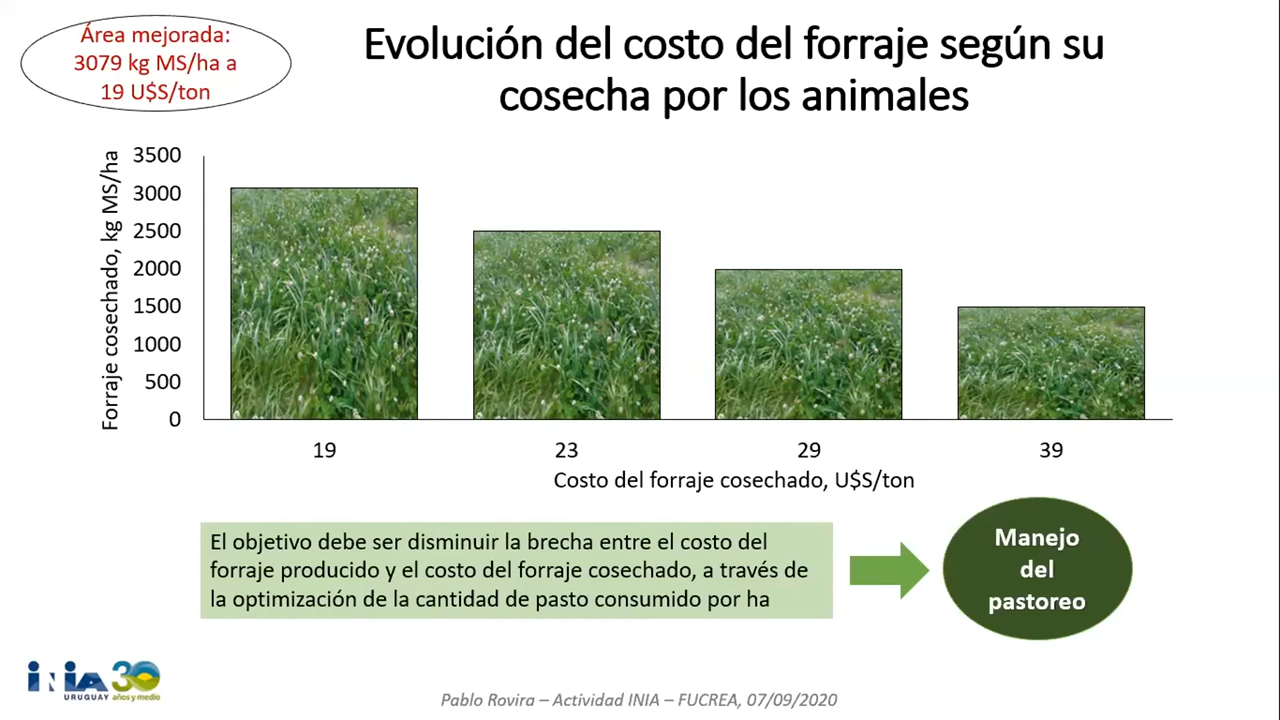 Área mejorada:
3079 kg MS/ha a
19 U$S/ton
Evolución del costo del forraje según su
cosecha por los animales
Forraje cosechado, kg MS/ha
3500
3000
2500
2000
1500
1000
500
0
19
23
29
39
Costo del forraje cosechado, U$S/ton
El objetivo debe ser disminuir la brecha entre el costo del
forraje producido y el costo del forraje cosechado, a través de
la optimización de la cantidad de pasto consumido por ha
Manejo
del
pastoreo
INIA 30
URUGUAY años y medio
Pablo Rovira – Actividad INIA – FUCREA, 07/09/2020